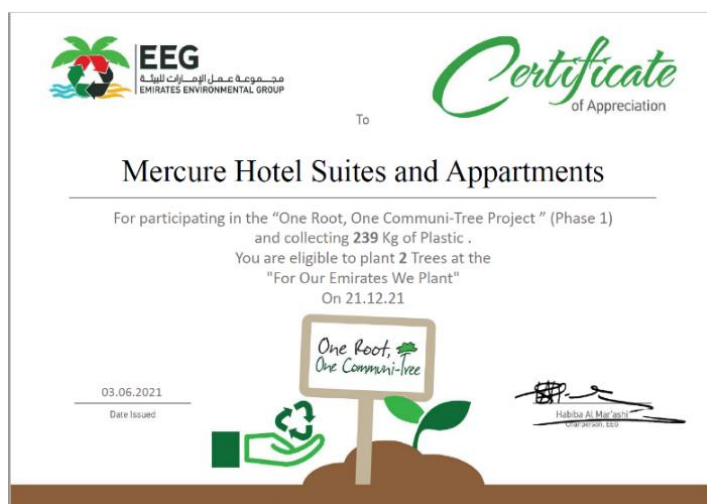 EEG
مجموعة عمل الإمارات للبيئة
EMIRATES ENVIRONMENTAL GROUP
Certificate
of Appreciation
To
Mercure Hotel Suites and Appartments
For participating in the “One Root, One Communi-Tree Project ” (Phase 1)
and collecting 239 Kg of Plastic .
You are eligible to plant 2 Trees at the
"For Our Emirates We Plant"
On 21.12.21
One Root,
One Communi-Tree
03.06.2021
Date Issued
Habiba Al Mar'ashi
Chairperson, EEG